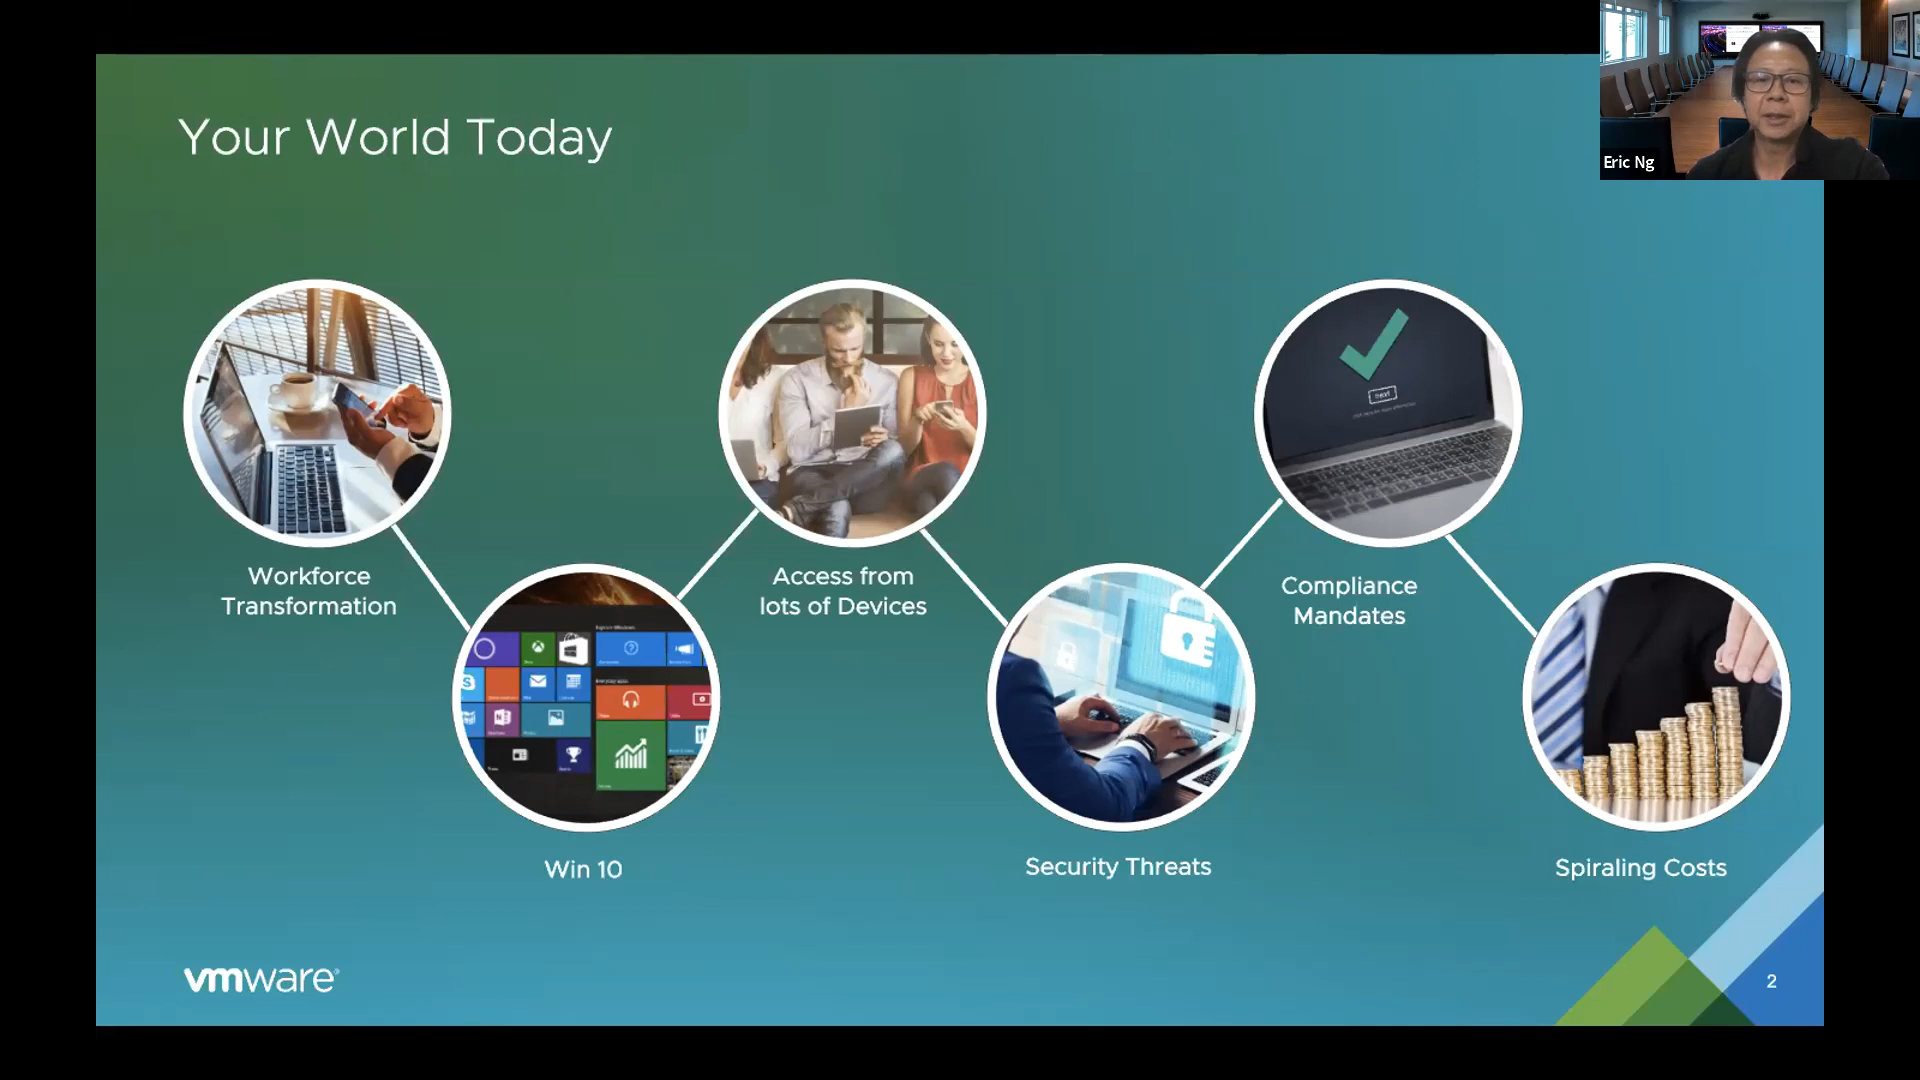 Your World Today
Eric Ng
next
Workforce
Transformation
Access from
lots of Devices
Compliance
Mandates
Win 10
Security Threats
Spiraling Costs
vmware
2